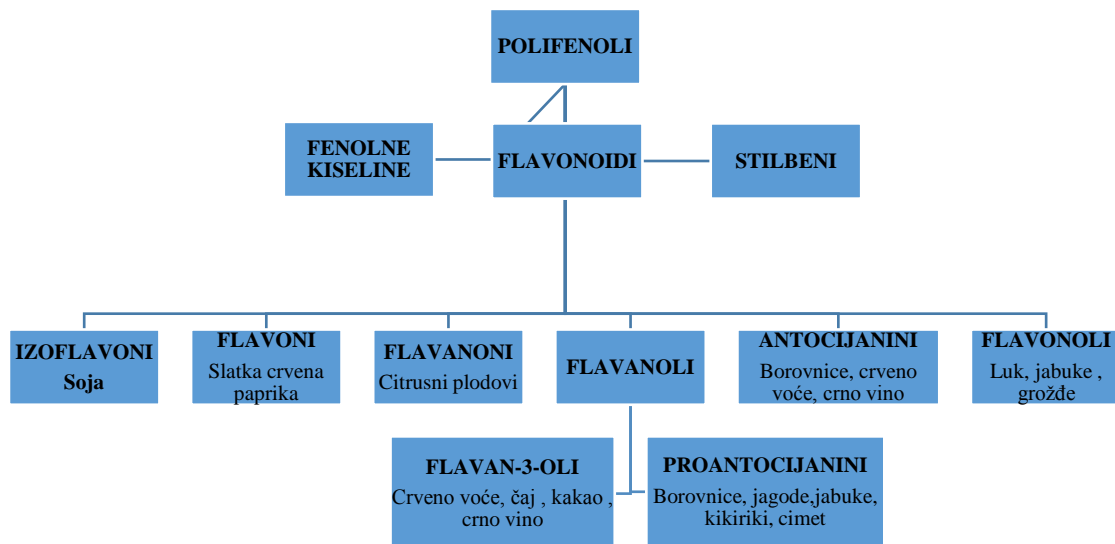 POLIFENOLI
FENOLNE
KISELINE
FLAVONOIDI
STILBENI
IZOFLAVONI
Soja
FLAVONI
Slatka crvena
paprika
FLAVANONI
Citrusni plodovi
FLAVANOLI
ANTOCIJANINI
Borovnice, crveno
voće, crno vino
FLAVONOLI
Luk, jabuke ,
grožđe
FLAVAN-3-OLI
Crveno voće, čaj , kakao ,
crno vino
PROANTOCIJANINI
Borovnice, jagode,jabuke,
kikiriki, cimet